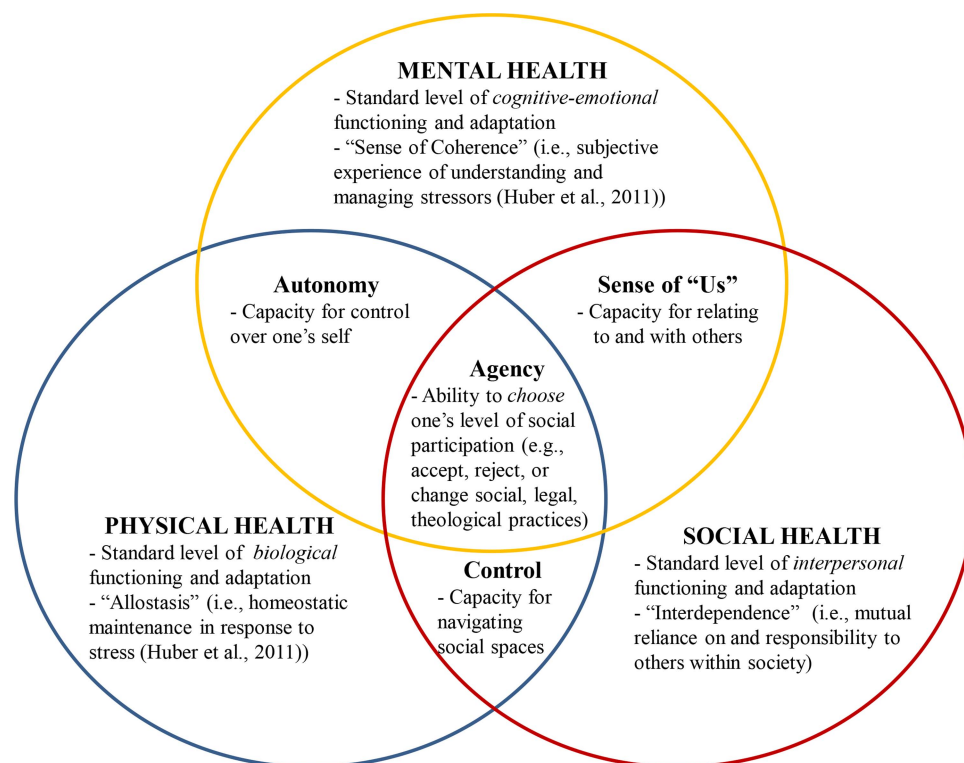 MENTAL HEALTH
- Standard level of cognitive-emotional
functioning and adaptation
- “Sense of Coherence” (i.e., subjective
experience of understanding and
managing stressors (Huber et al., 2011))
Autonomy
- Capacity for control
over one’s self
Sense of “Us”
- Capacity for relating
to and with others
Agency
- Ability to choose
one’s level of social
participation (e.g.,
accept, reject, or
change social, legal,
theological practices)
PHYSICAL HEALTH
- Standard level of biological
functioning and adaptation
- “Allostasis” (i.e., homeostatic
maintenance in response to
stress (Huber et al., 2011))
Control
- Capacity for
navigating
social spaces
SOCIAL HEALTH
- Standard level of interpersonal
functioning and adaptation
- “Interdependence” (i.e., mutual
reliance on and responsibility to
others within society)